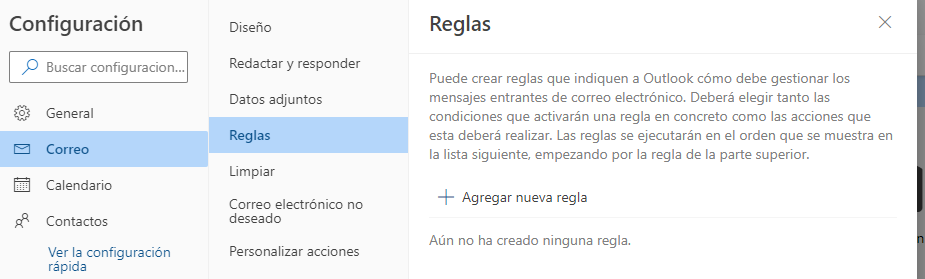 Configuración
Buscar configuracion...
General
Correo
Calendario
Contactos
Ver la configuración
rápida
Diseño
Redactar y responder
Datos adjuntos
Reglas
Limpiar
Correo electrónico no
deseado
Personalizar acciones
Reglas
Puede crear reglas que indiquen a Outlook cómo debe gestionar los
mensajes entrantes de correo electrónico. Deberá elegir tanto las
condiciones que activarán una regla en concreto como las acciones que
esta deberá realizar. Las reglas se ejecutarán en el orden que se muestra en
la lista siguiente, empezando por la regla de la parte superior.
Agregar nueva regla
Aún no ha creado ninguna regla.